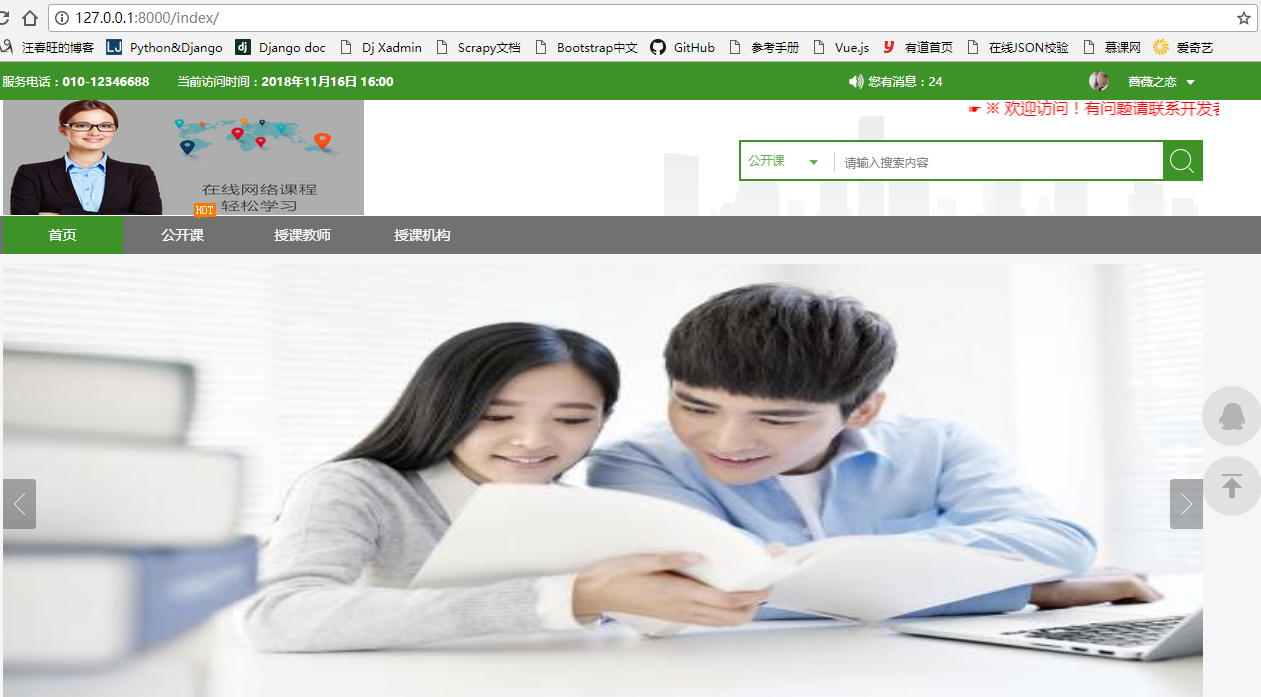 127.0.0.1:8000/index/
汪春旺的博客 LJ Python&Django dj Django doc Dj Xadmin Scrapy文档 Bootstrap中文 GitHub 参考手册 Vue.js y 有道首页 在线JSON校验 慕课网 爱奇艺
服务电话：010-12346688 当前访问时间：2018年11月16日 16:00 您有消息：24 蔷薇之恋
☛ ※ 欢迎访问！有问题请联系开发者
公开课 请输入搜索内容
在线网络课程
轻松学习
HOT
首页 公开课 授课教师 授课机构